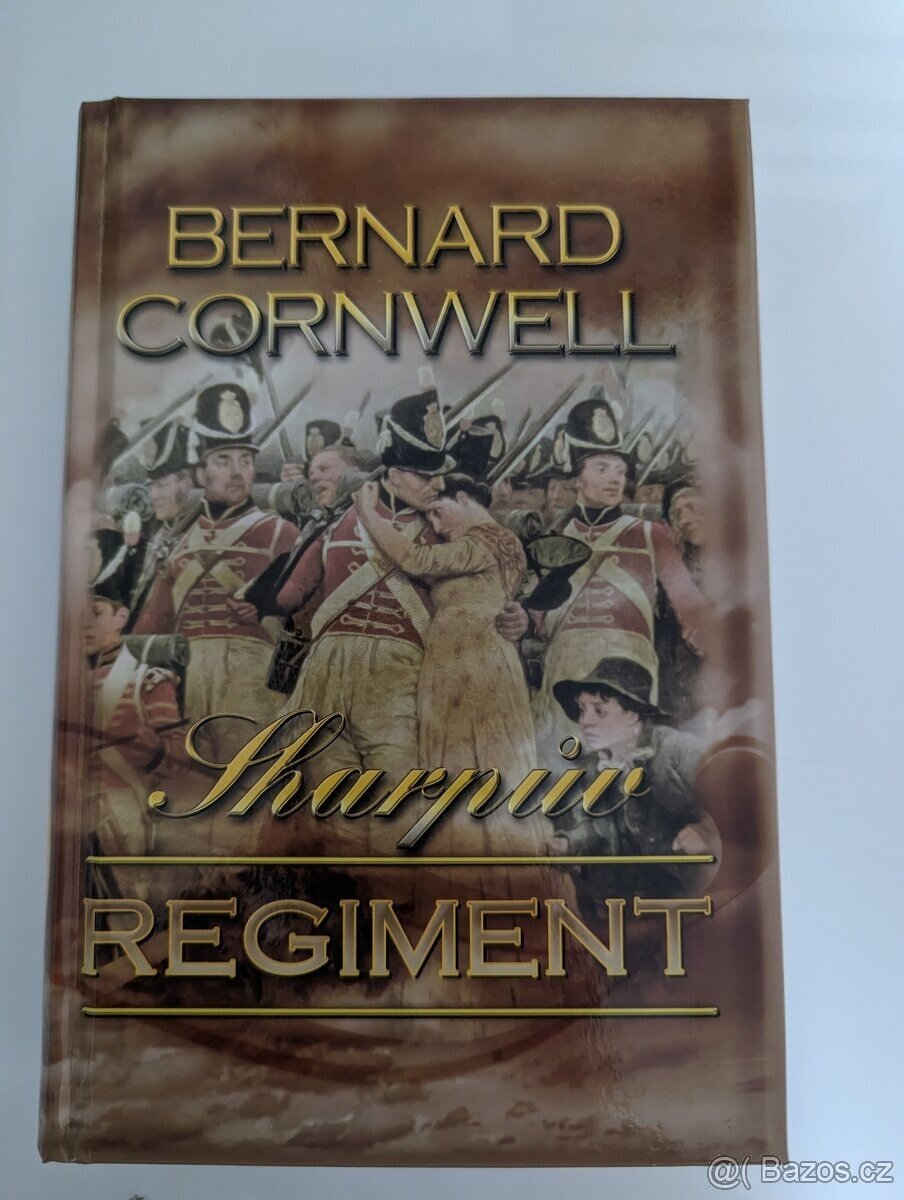 BERNARD
CORNWELL
Sharpův
REGIMENT
@( Bazos.cz